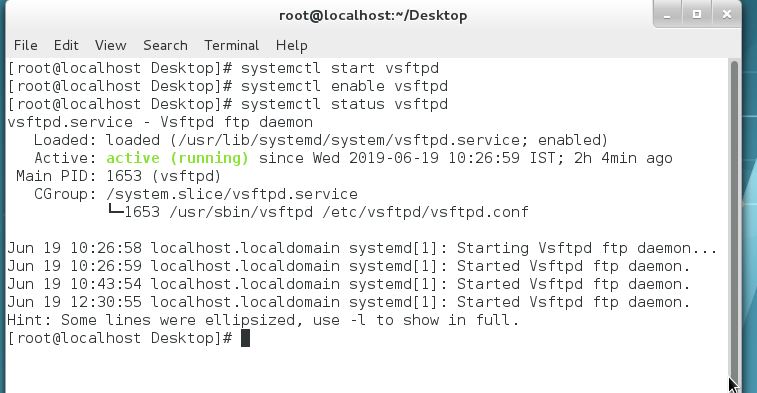 root@localhost:~/Desktop
File Edit View Search Terminal Help
[root@localhost Desktop]# systemctl start vsftpd
[root@localhost Desktop]# systemctl enable vsftpd
[root@localhost Desktop]# systemctl status vsftpd
vsftpd.service - Vsftpd ftp daemon
   Loaded: loaded (/usr/lib/systemd/system/vsftpd.service; enabled)
   Active: active (running) since Wed 2019-06-19 10:26:59 IST; 2h 4min ago
 Main PID: 1653 (vsftpd)
   CGroup: /system.slice/vsftpd.service
           └─1653 /usr/sbin/vsftpd /etc/vsftpd/vsftpd.conf

Jun 19 10:26:58 localhost.localdomain systemd[1]: Starting Vsftpd ftp daemon...
Jun 19 10:26:59 localhost.localdomain systemd[1]: Started Vsftpd ftp daemon.
Jun 19 10:43:54 localhost.localdomain systemd[1]: Started Vsftpd ftp daemon.
Jun 19 12:30:55 localhost.localdomain systemd[1]: Started Vsftpd ftp daemon.
Hint: Some lines were ellipsized, use -l to show in full.
[root@localhost Desktop]#